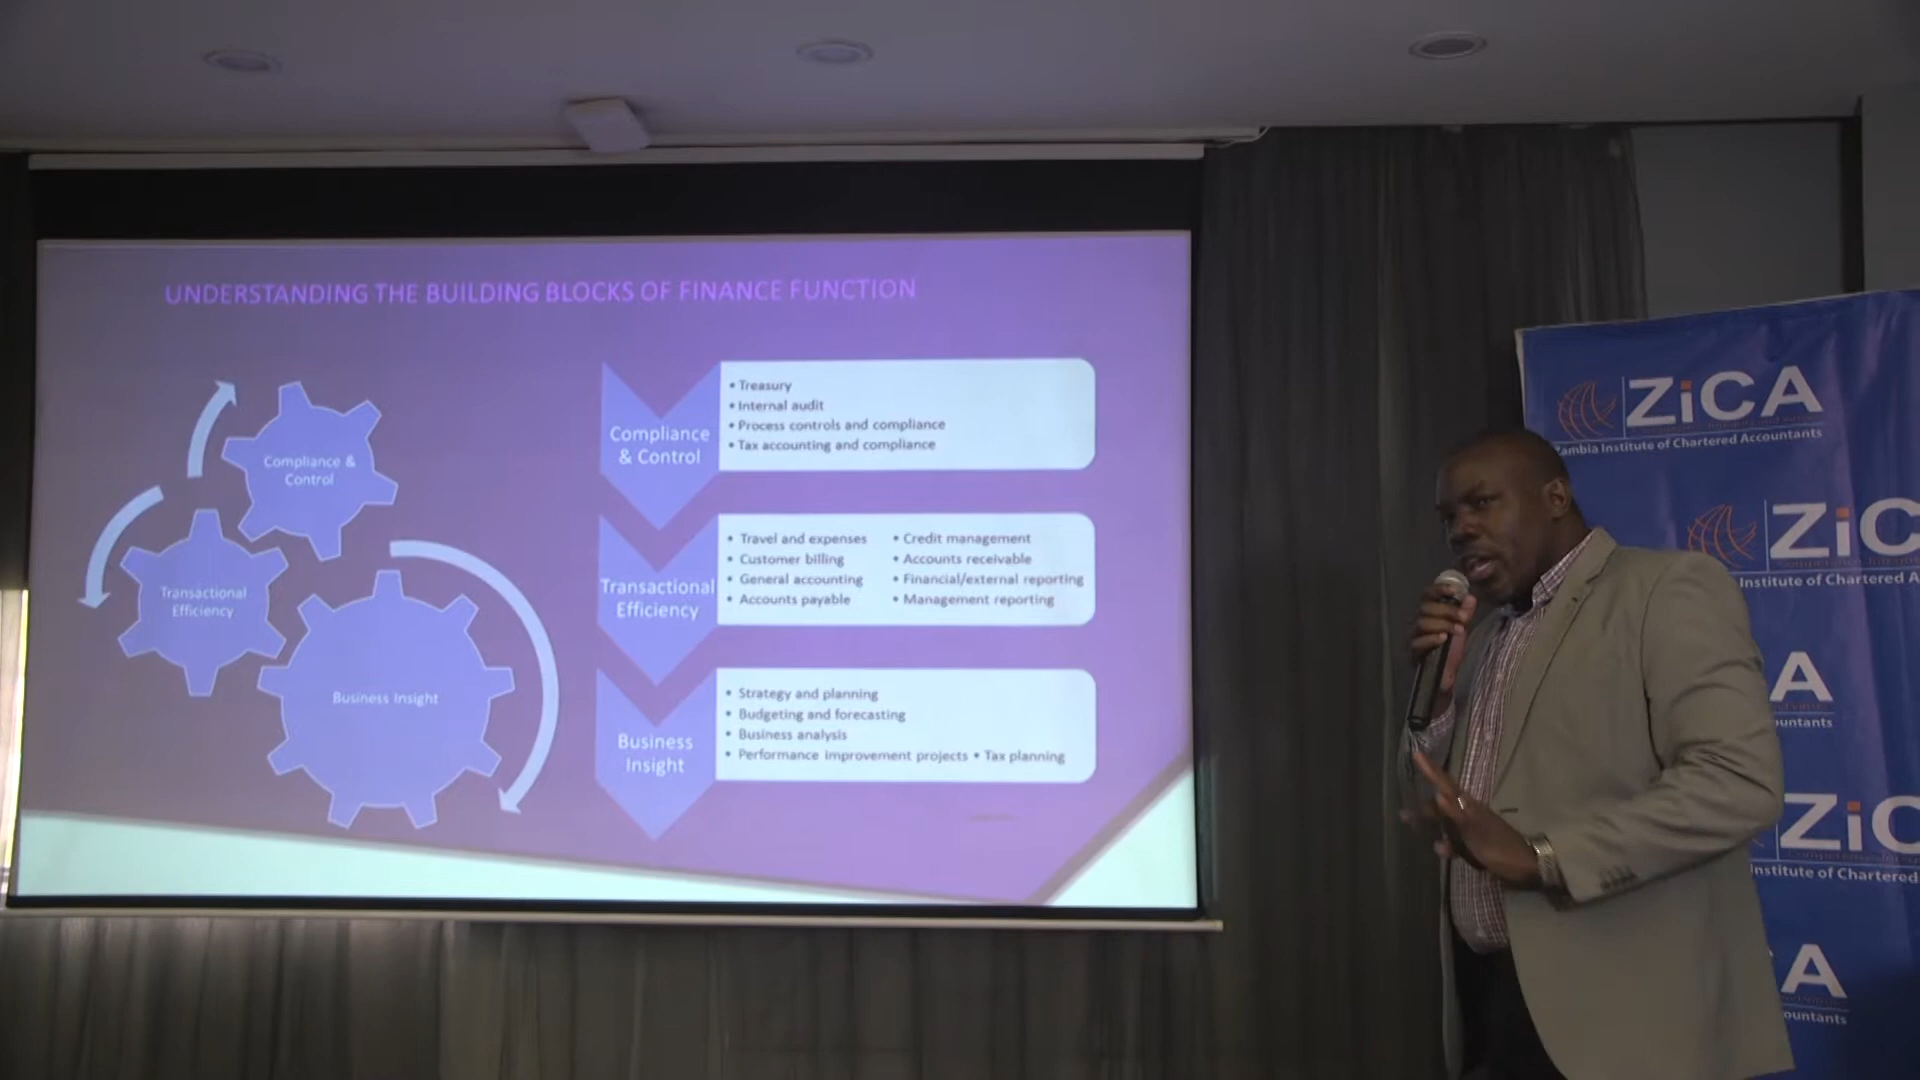 UNDERSTANDING THE BUILDING BLOCKS OF FINANCE FUNCTION
Compliance &
Control
Transactional
Efficiency
Business Insight
Compliance
& Control
• Treasury
• Internal audit
• Process controls and compliance
• Tax accounting and compliance
Transactional
Efficiency
• Travel and expenses
• Customer billing
• General accounting
• Accounts payable
• Credit management
• Accounts receivable
• Financial/external reporting
• Management reporting
Business
Insight
• Strategy and planning
• Budgeting and forecasting
• Business analysis
• Performance improvement projects • Tax planning
ZiCA
Zambia Institute of Chartered Accountants
ZiC
Institute of Chartered A
A
ountants
ZiC
Institute of Chartered
A
ountants